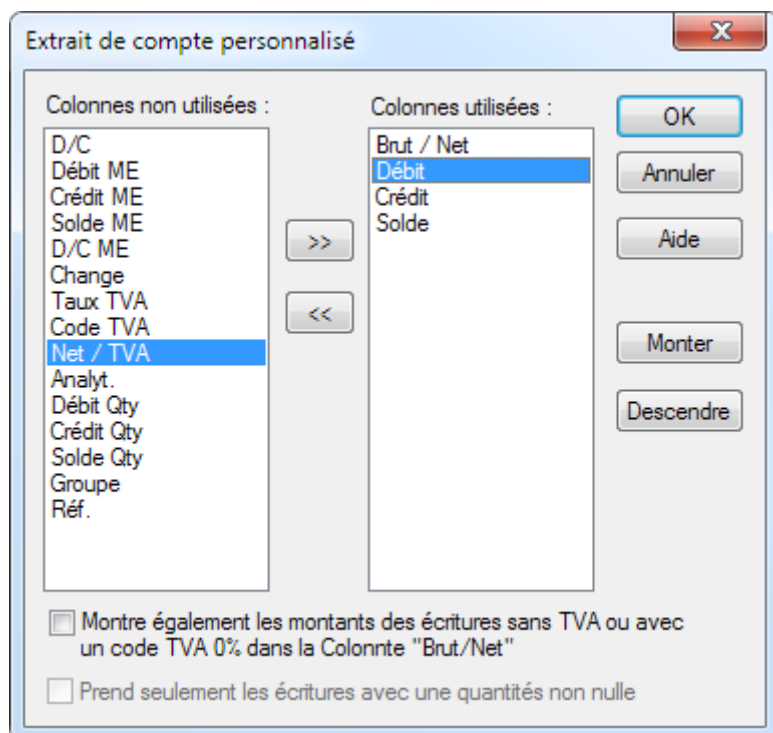 Extrait de compte personnalisé
Colonnes non utilisées :
D/C
Débit ME
Crédit ME
Solde ME
D/C ME
Change
Taux TVA
Code TVA
Net / TVA
Analyt.
Débit Qty
Crédit Qty
Solde Qty
Groupe
Réf.
>>
<<
Colonnes utilisées :
Brut / Net
Débit
Crédit
Solde
OK
Annuler
Aide
Monter
Descendre
Montre également les montants des écritures sans TVA ou avec
un code TVA 0% dans la Colonnte "Brut/Net"
Prend seulement les écritures avec une quantités non nulle